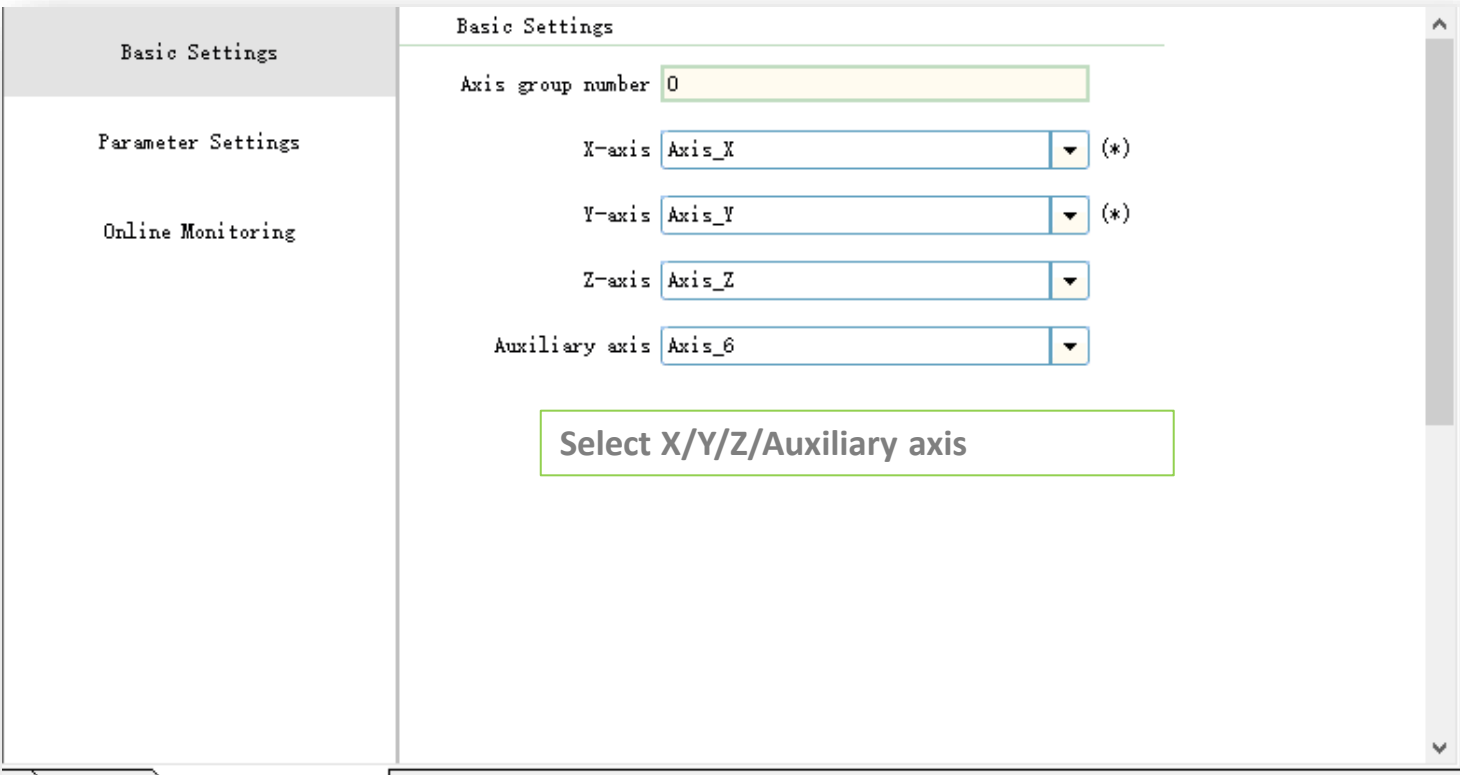 Basic Settings
Parameter Settings
Online Monitoring
Basic Settings
Axis group number 0
X-axis Axis_X (*)
Y-axis Axis_Y (*)
Z-axis Axis_Z
Auxiliary axis Axis_6
Select X/Y/Z/Auxiliary axis